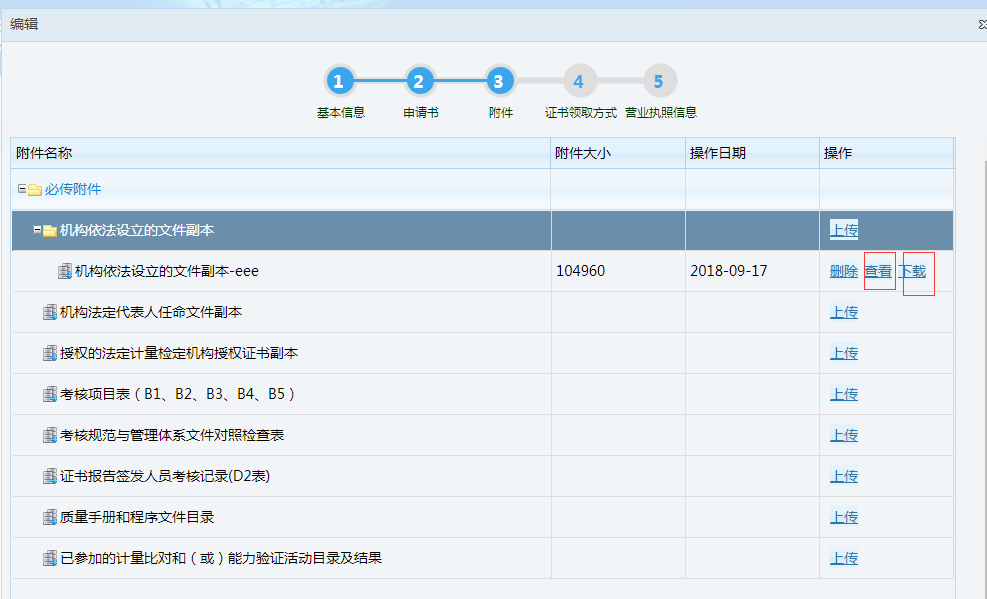 编辑
1 2 3 4 5
基本信息 申请书 附件 证书领取方式 营业执照信息
附件名称 附件大小 操作日期 操作
必传附件
机构依法设立的文件副本 上传
机构依法设立的文件副本-eee 104960 2018-09-17 删除 查看 下载
机构法定代表人任命文件副本 上传
授权的法定计量检定机构授权证书副本 上传
考核项目表（B1、B2、B3、B4、B5） 上传
考核规范与管理体系文件对照检查表 上传
证书报告签发人员考核记录(D2表) 上传
质量手册和程序文件目录 上传
已参加的计量比对和（或）能力验证活动目录及结果 上传